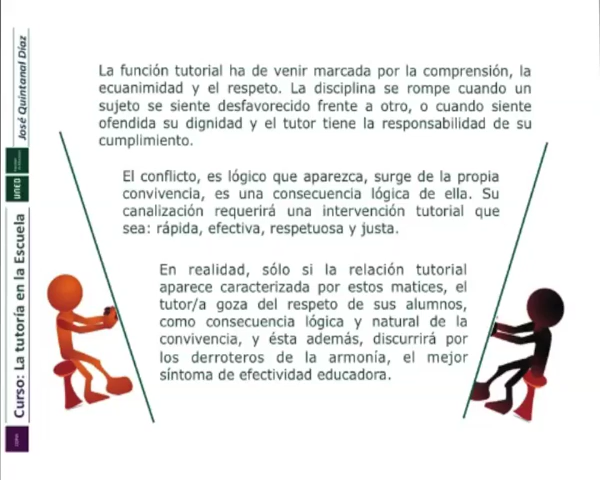 La función tutorial ha de venir marcada por la comprensión, la
ecuanimidad y el respeto. La disciplina se rompe cuando un
sujeto se siente desfavorecido frente a otro, o cuando siente
ofendida su dignidad y el tutor tiene la responsabilidad de su
cumplimiento.
El conflicto, es lógico que aparezca, surge de la propia
convivencia, es una consecuencia lógica de ella. Su
canalización requerirá una intervención tutorial que
sea: rápida, efectiva, respetuosa y justa.
En realidad, sólo si la relación tutorial
aparece caracterizada por estos matices, el
tutor/a goza del respeto de sus alumnos,
como consecuencia lógica y natural de la
convivencia, y ésta además, discurrirá por
los derroteros de la armonía, el mejor
síntoma de efectividad educadora.
Curso: La tutoría en la Escuela
UNED
José Quintanal Díaz